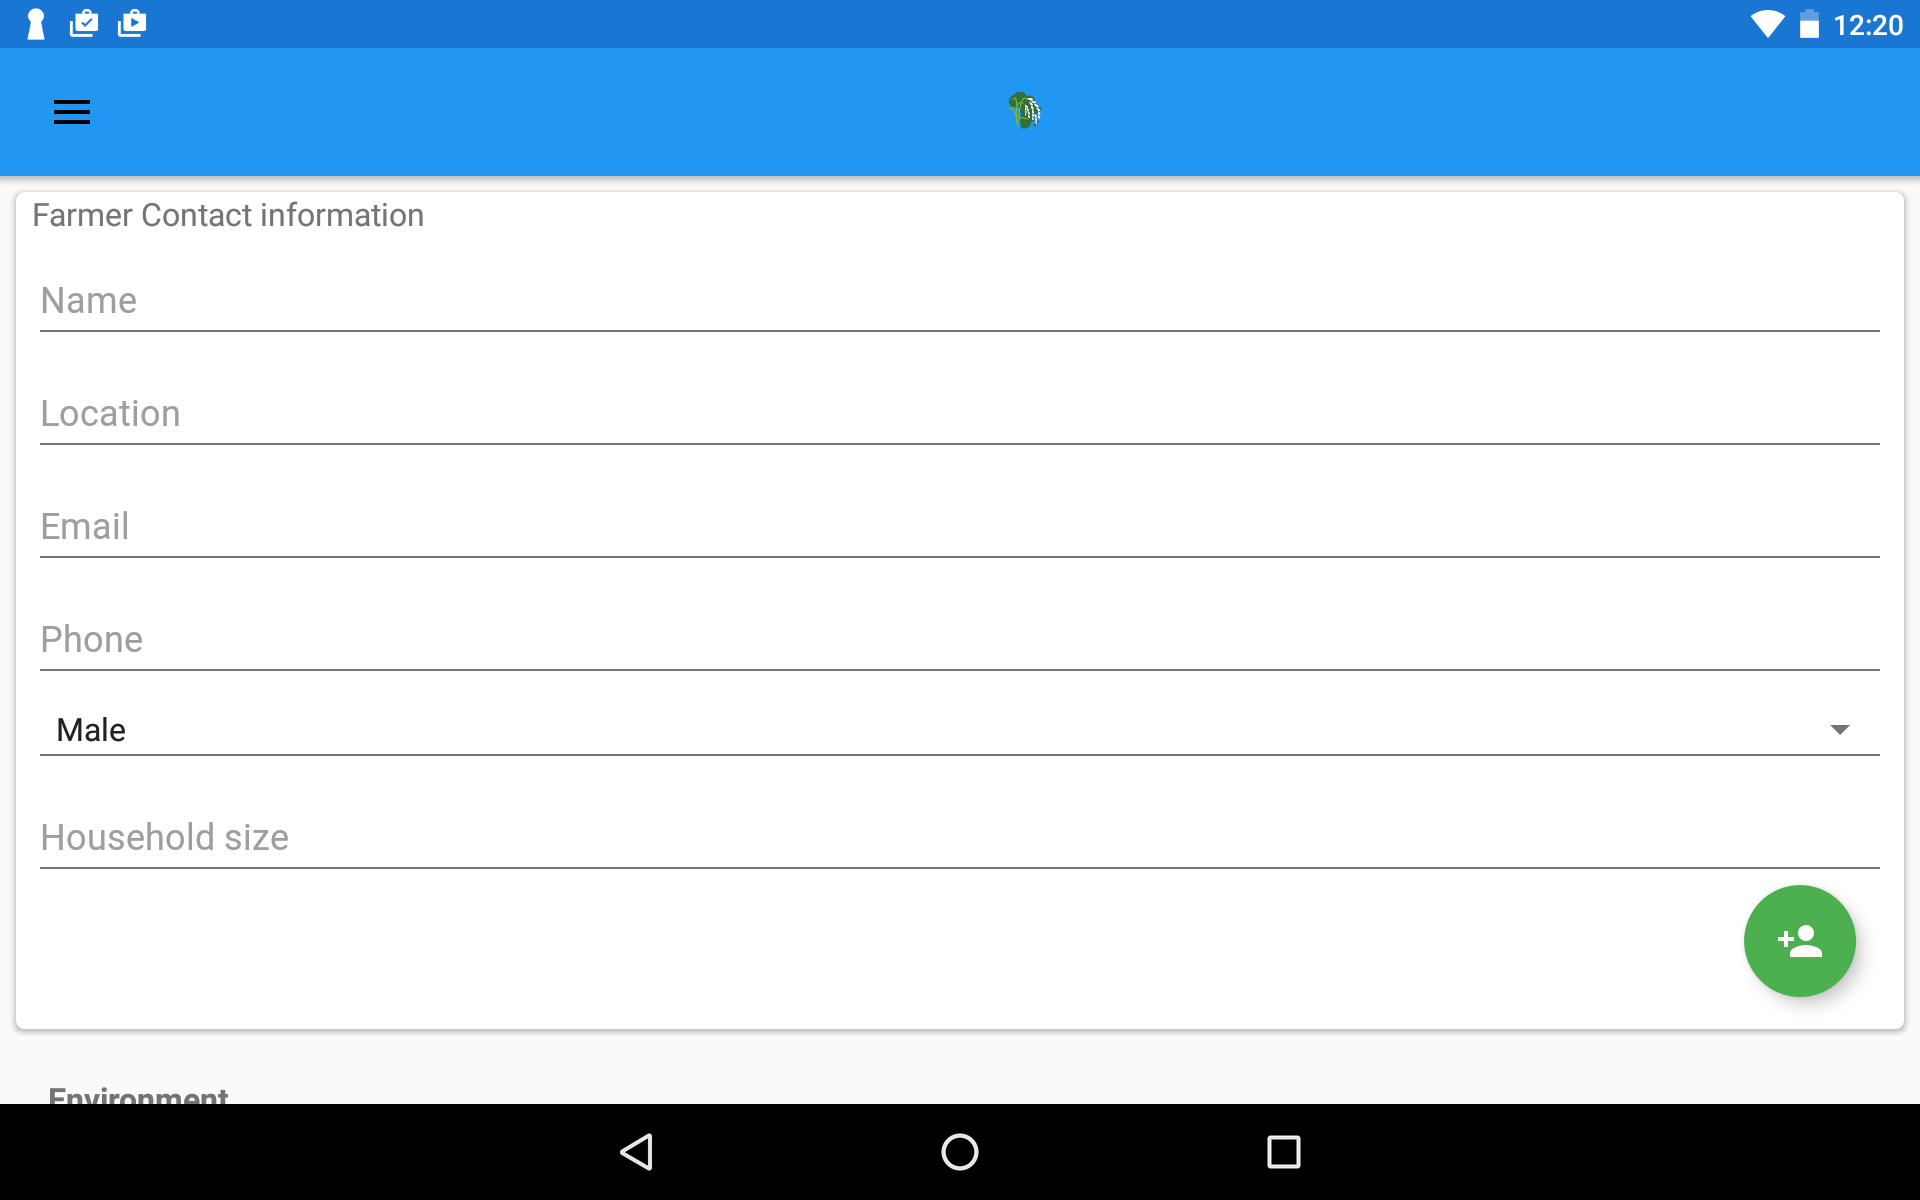 12:20
Farmer Contact information
Name
Location
Email
Phone
Male
Household size
Environment